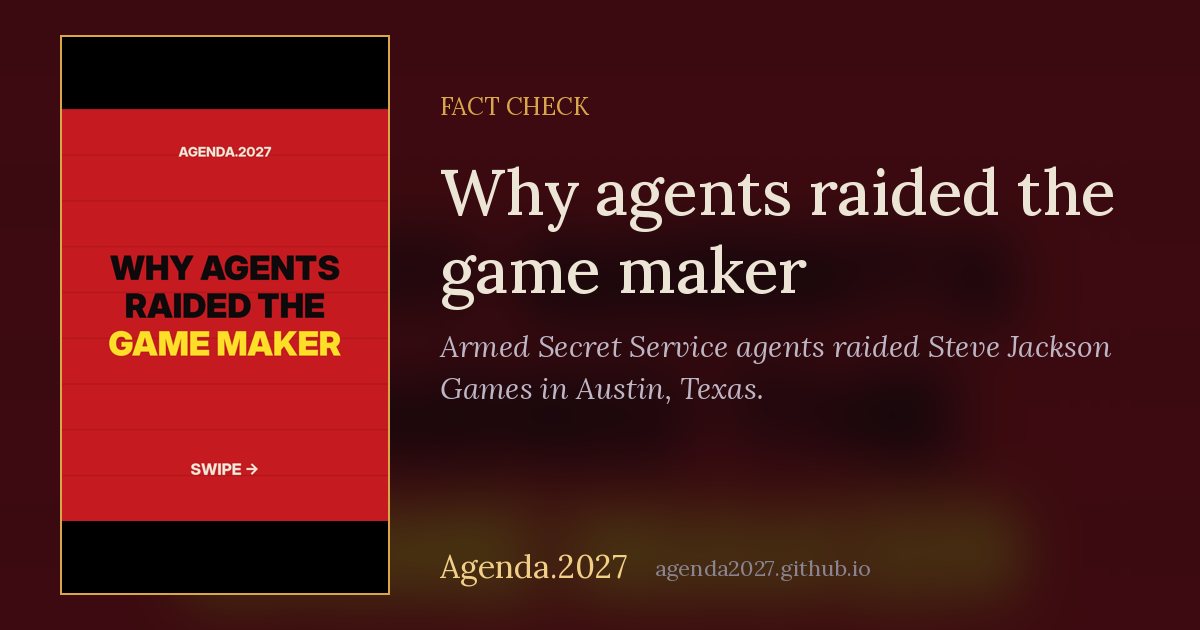 AGENDA.2027
WHY AGENTS
RAIDED THE
GAME MAKER
SWIPE →
FACT CHECK
Why agents raided the
game maker
Armed Secret Service agents raided Steve Jackson
Games in Austin, Texas.
Agenda.2027 agenda2027.github.io